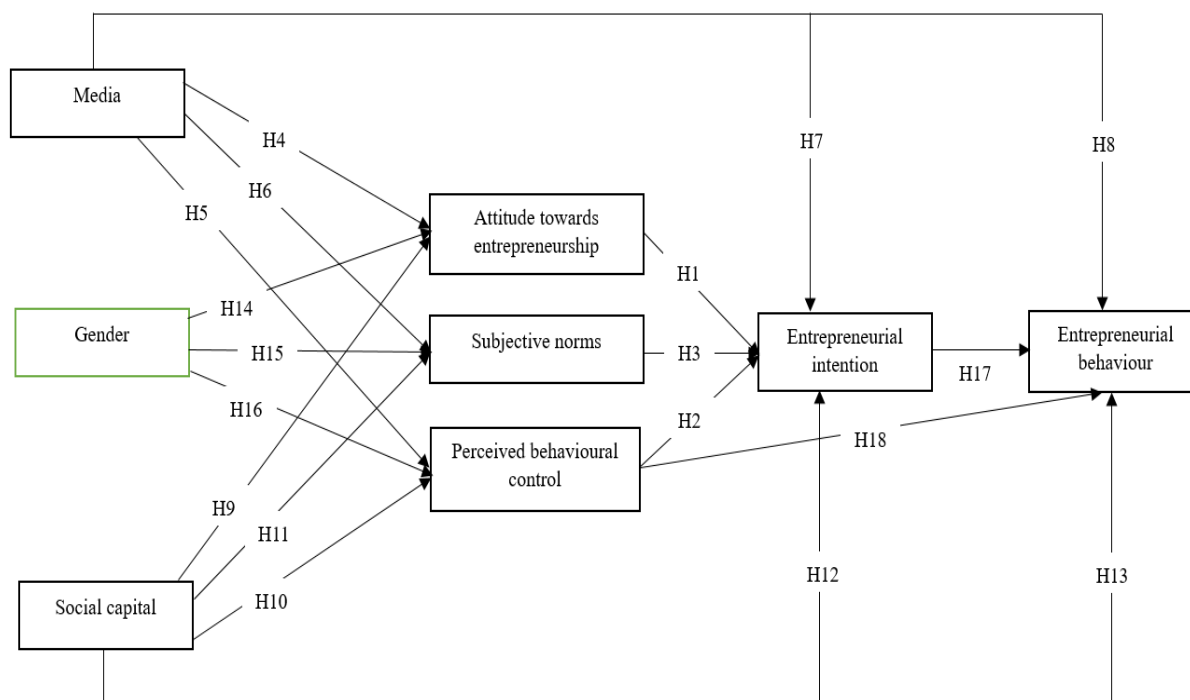 Media
H4
H7
H8
H6
H5
Attitude towards
entrepreneurship
H1
H14
Gender
H15
Subjective norms
H3
Entrepreneurial
intention
H17
Entrepreneurial
behaviour
H16
H2
H18
Perceived behavioural
control
H9
H11
H12
H13
Social capital
H10